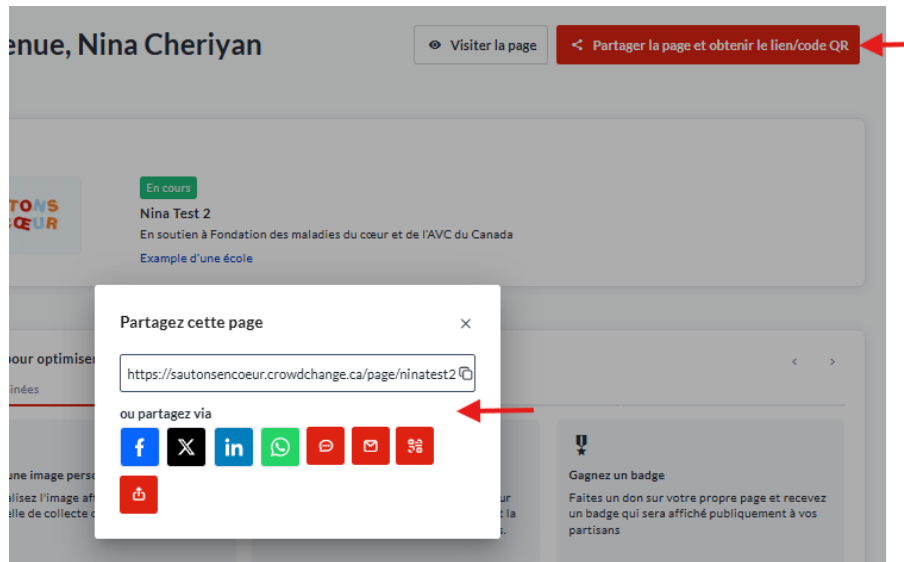 enue, Nina Cheriyan
Visiter la page
Partager la page et obtenir le lien/code QR
TONS
CŒUR
En cours
Nina Test 2
En soutien à Fondation des maladies du cœur et de l'AVC du Canada
Example d'une école
Partagez cette page
https://sautonsencoeur.crowdchange.ca/page/ninatest2
ou partagez via
our optimiser
inées
une image pers
alisez l'image af
elle de collecte
ur
t la
s.
Gagnez un badge
Faites un don sur votre propre page et recevez
un badge qui sera affiché publiquement à vos
partisans